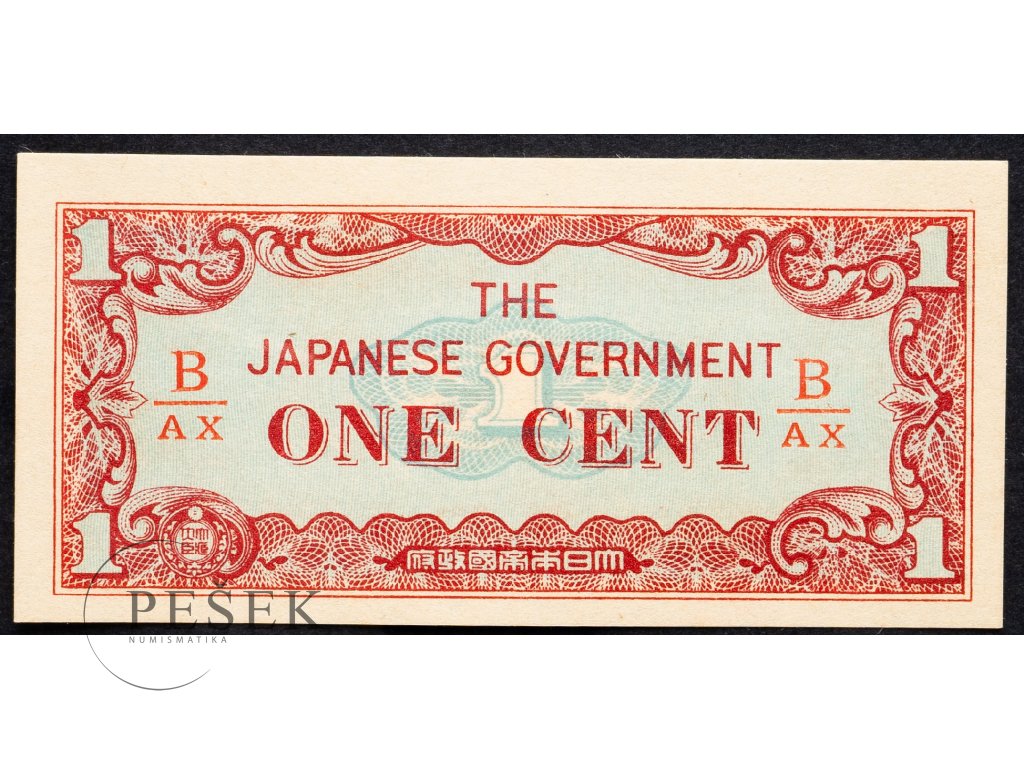 1 1
THE
JAPANESE GOVERNMENT
B B
AX AX
1
ONE CENT
1 1
府政國帝本日大
PEŠEK
NUMISMATIKA